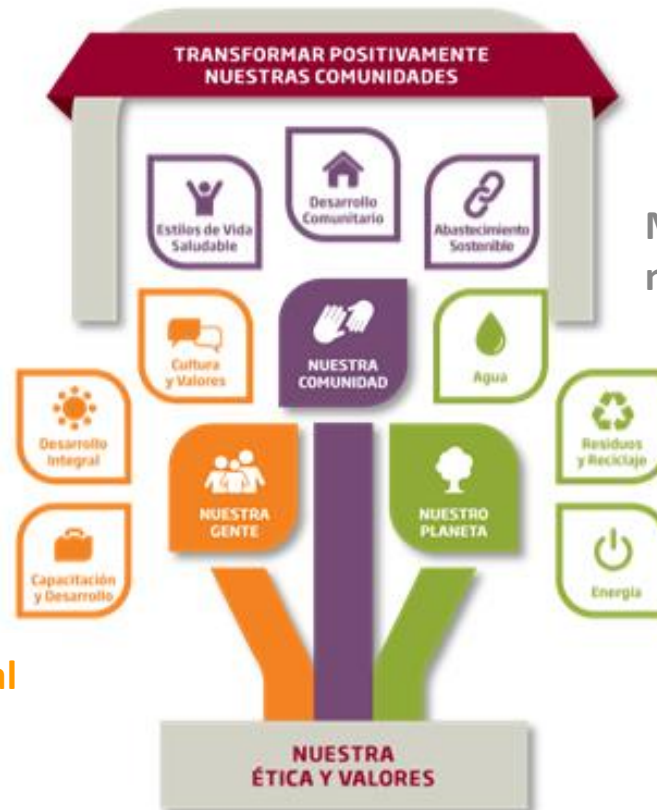 TRANSFORMAR POSITIVAMENTE
NUESTRAS COMUNIDADES
Desarrollo
Comunitario
Estilos de Vida
Saludable
Abastecimiento
Sostenible
Cultura
y Valores
NUESTRA
COMUNIDAD
Agua
Desarrollo
Integral
Residuos
y Reciclaje
NUESTRA
GENTE
NUESTRO
PLANETA
Capacitación
y Desarrollo
Energía
NUESTRA
ÉTICA Y VALORES